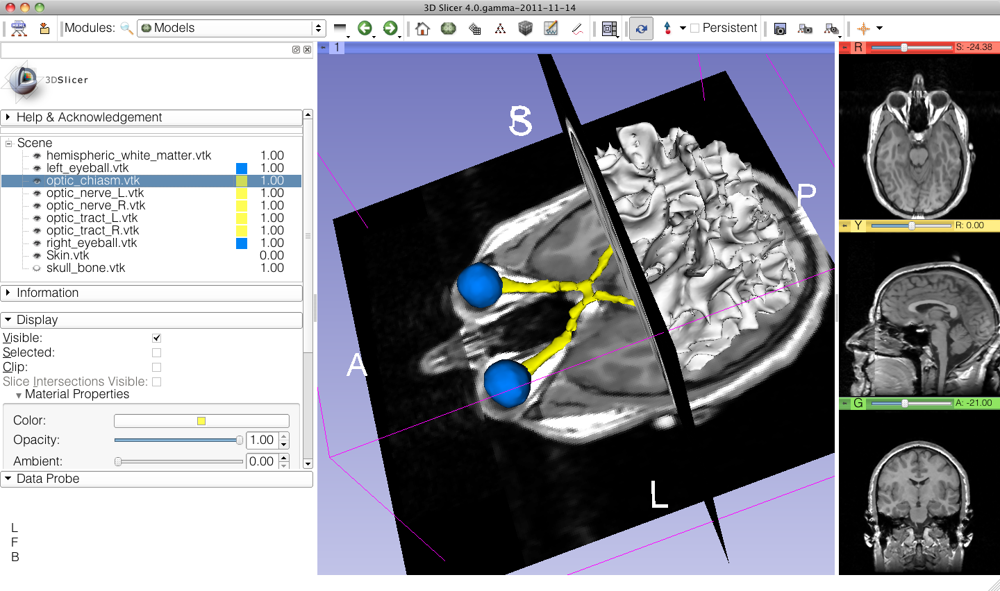 3D Slicer 4.0.gamma-2011-11-14
Modules: Models
Persistent
3DSlicer
Help & Acknowledgement
Scene
hemispheric_white_matter.vtk 1.00
left_eyeball.vtk 1.00
optic_chiasm.vtk 1.00
optic_nerve_L.vtk 1.00
optic_nerve_R.vtk 1.00
optic_tract_L.vtk 1.00
optic_tract_R.vtk 1.00
right_eyeball.vtk 1.00
Skin.vtk 0.00
skull_bone.vtk 1.00
Information
Display
Visible:
Selected:
Clip:
Slice Intersections Visible:
Material Properties
Color:
Opacity: 1.00
Ambient: 0.00
Data Probe
L
F
B
1
S
P
A
L
R S: -24.38
Y R: 0.00
G A: -21.00